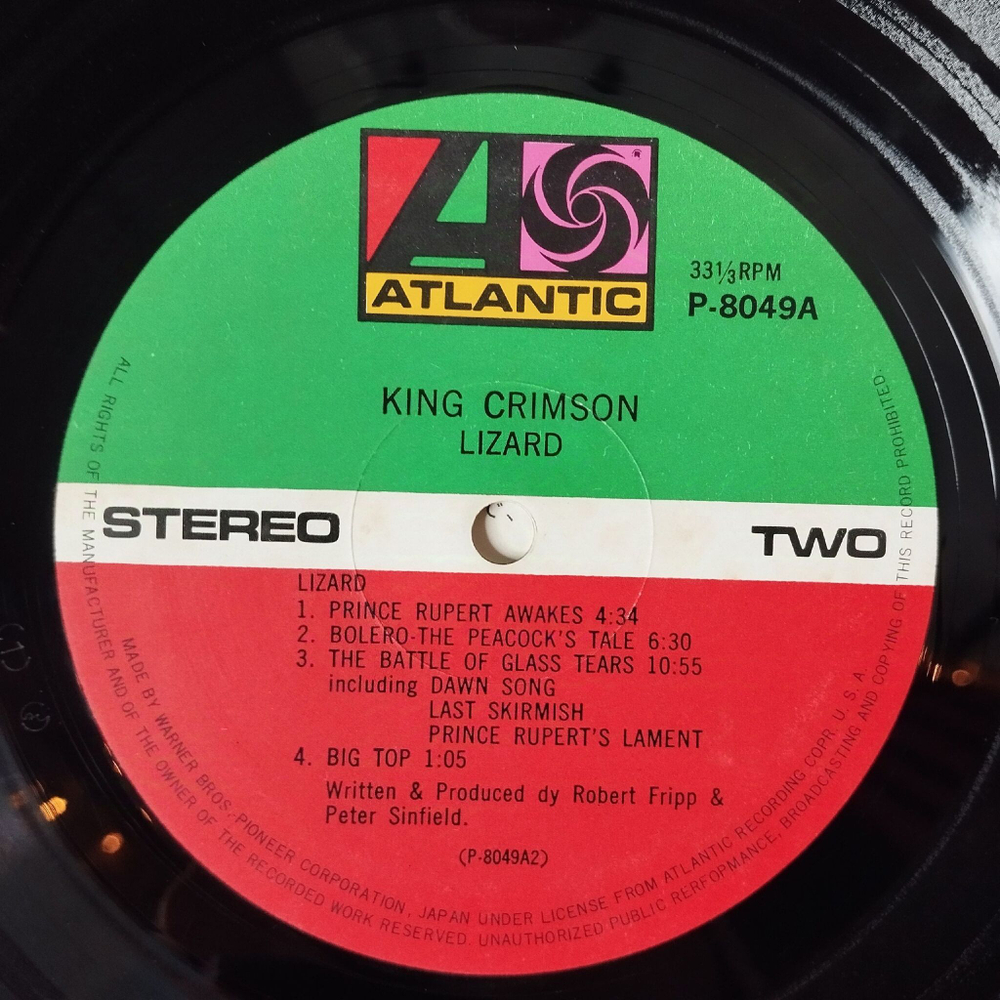 ATLANTIC
33⅓ RPM
P-8049A
KING CRIMSON
LIZARD
STEREO
TWO
LIZARD
1. PRINCE RUPERT AWAKES 4:34
2. BOLERO-THE PEACOCK'S TALE 6:30
3. THE BATTLE OF GLASS TEARS 10:55
including DAWN SONG
LAST SKIRMISH
PRINCE RUPERT'S LAMENT
4. BIG TOP 1:05
Written & Produced dy Robert Fripp &
Peter Sinfield.
(P-8049A2)
MADE BY WARNER BROS.-PIONEER CORPORATION, JAPAN UNDER LICENSE FROM ATLANTIC RECORDING COPR. U. S. A.
ALL RIGHTS OF THE MANUFACTURER AND OF THE OWNER OF THE RECORDED WORK RESERVED. UNAUTHORIZED PUBLIC RERFOPMANCE, BROADCASTING AND COPYING OF THIS RECORD PROHIBITED.